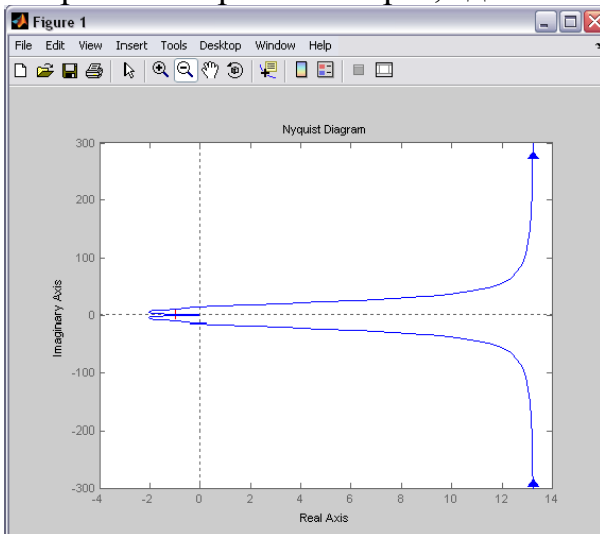 Figure 1
File Edit View Insert Tools Desktop Window Help
Nyquist Diagram
300
200
100
0
-100
-200
-300
Imaginary Axis
-4 -2 0 2 4 6 8 10 12 14
Real Axis